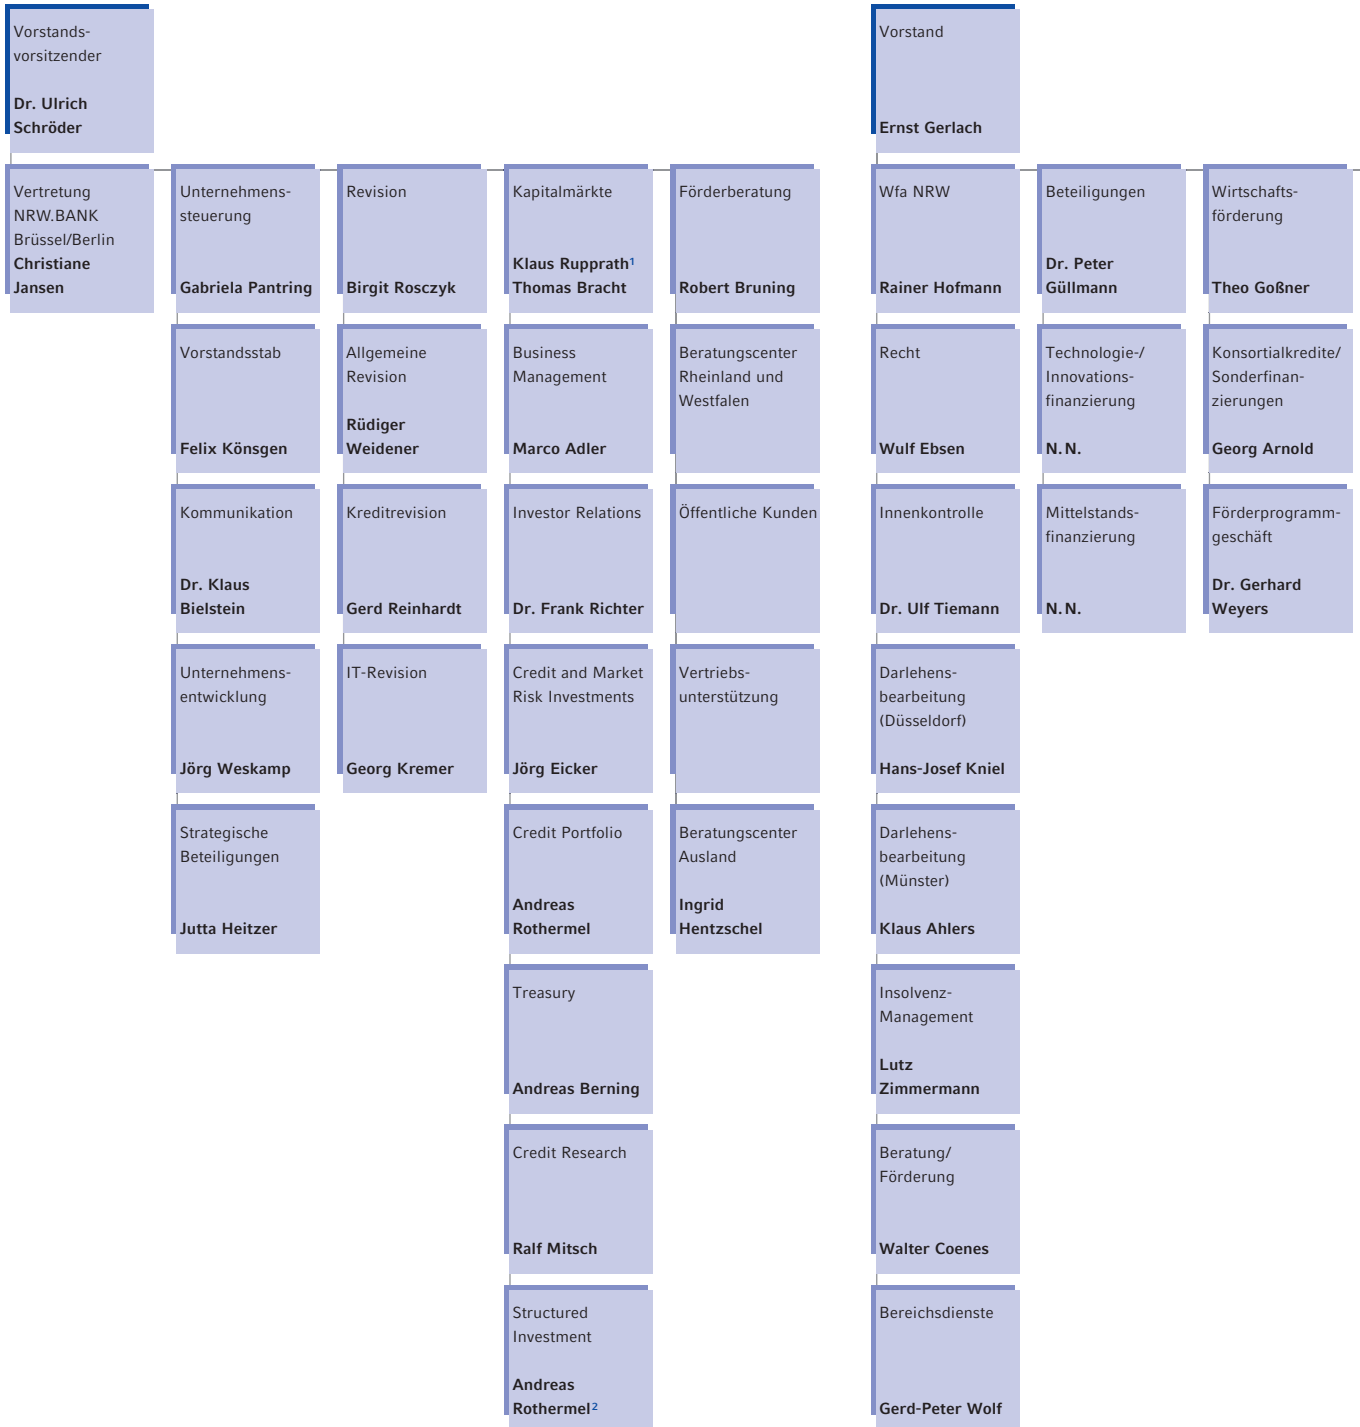 Vorstands-
vorsitzender
Dr. Ulrich
Schröder
Vorstand
Ernst Gerlach
Vertretung
NRW.BANK
Brüssel/Berlin
Christiane
Jansen
Unternehmens-
steuerung
Gabriela Pantring
Revision
Birgit Rosczyk
Kapitalmärkte
Klaus Rupprath¹
Thomas Bracht
Förderberatung
Robert Bruning
Wfa NRW
Rainer Hofmann
Beteiligungen
Dr. Peter
Güllmann
Wirtschafts-
förderung
Theo Goßner
Vorstandsstab
Felix Könsgen
Allgemeine
Revision
Rüdiger
Weidener
Business
Management
Marco Adler
Beratungscenter
Rheinland und
Westfalen
Recht
Wulf Ebsen
Technologie-/
Innovations-
finanzierung
N. N.
Konsortialkredite/
Sonderfinan-
zierungen
Georg Arnold
Kommunikation
Dr. Klaus
Bielstein
Kreditrevision
Gerd Reinhardt
Investor Relations
Dr. Frank Richter
Öffentliche Kunden
Innenkontrolle
Dr. Ulf Tiemann
Mittelstands-
finanzierung
N. N.
Förderprogramm-
geschäft
Dr. Gerhard
Weyers
Unternehmens-
entwicklung
Jörg Weskamp
IT-Revision
Georg Kremer
Credit and Market
Risk Investments
Jörg Eicker
Vertriebs-
unterstützung
Darlehens-
bearbeitung
(Düsseldorf)
Hans-Josef Kniel
Strategische
Beteiligungen
Jutta Heitzer
Credit Portfolio
Andreas
Rothermel
Beratungscenter
Ausland
Ingrid
Hentzschel
Darlehens-
bearbeitung
(Münster)
Klaus Ahlers
Treasury
Andreas Berning
Insolvenz-
Management
Lutz
Zimmermann
Credit Research
Ralf Mitsch
Beratung/
Förderung
Walter Coenes
Structured
Investment
Andreas
Rothermel²
Bereichsdienste
Gerd-Peter Wolf